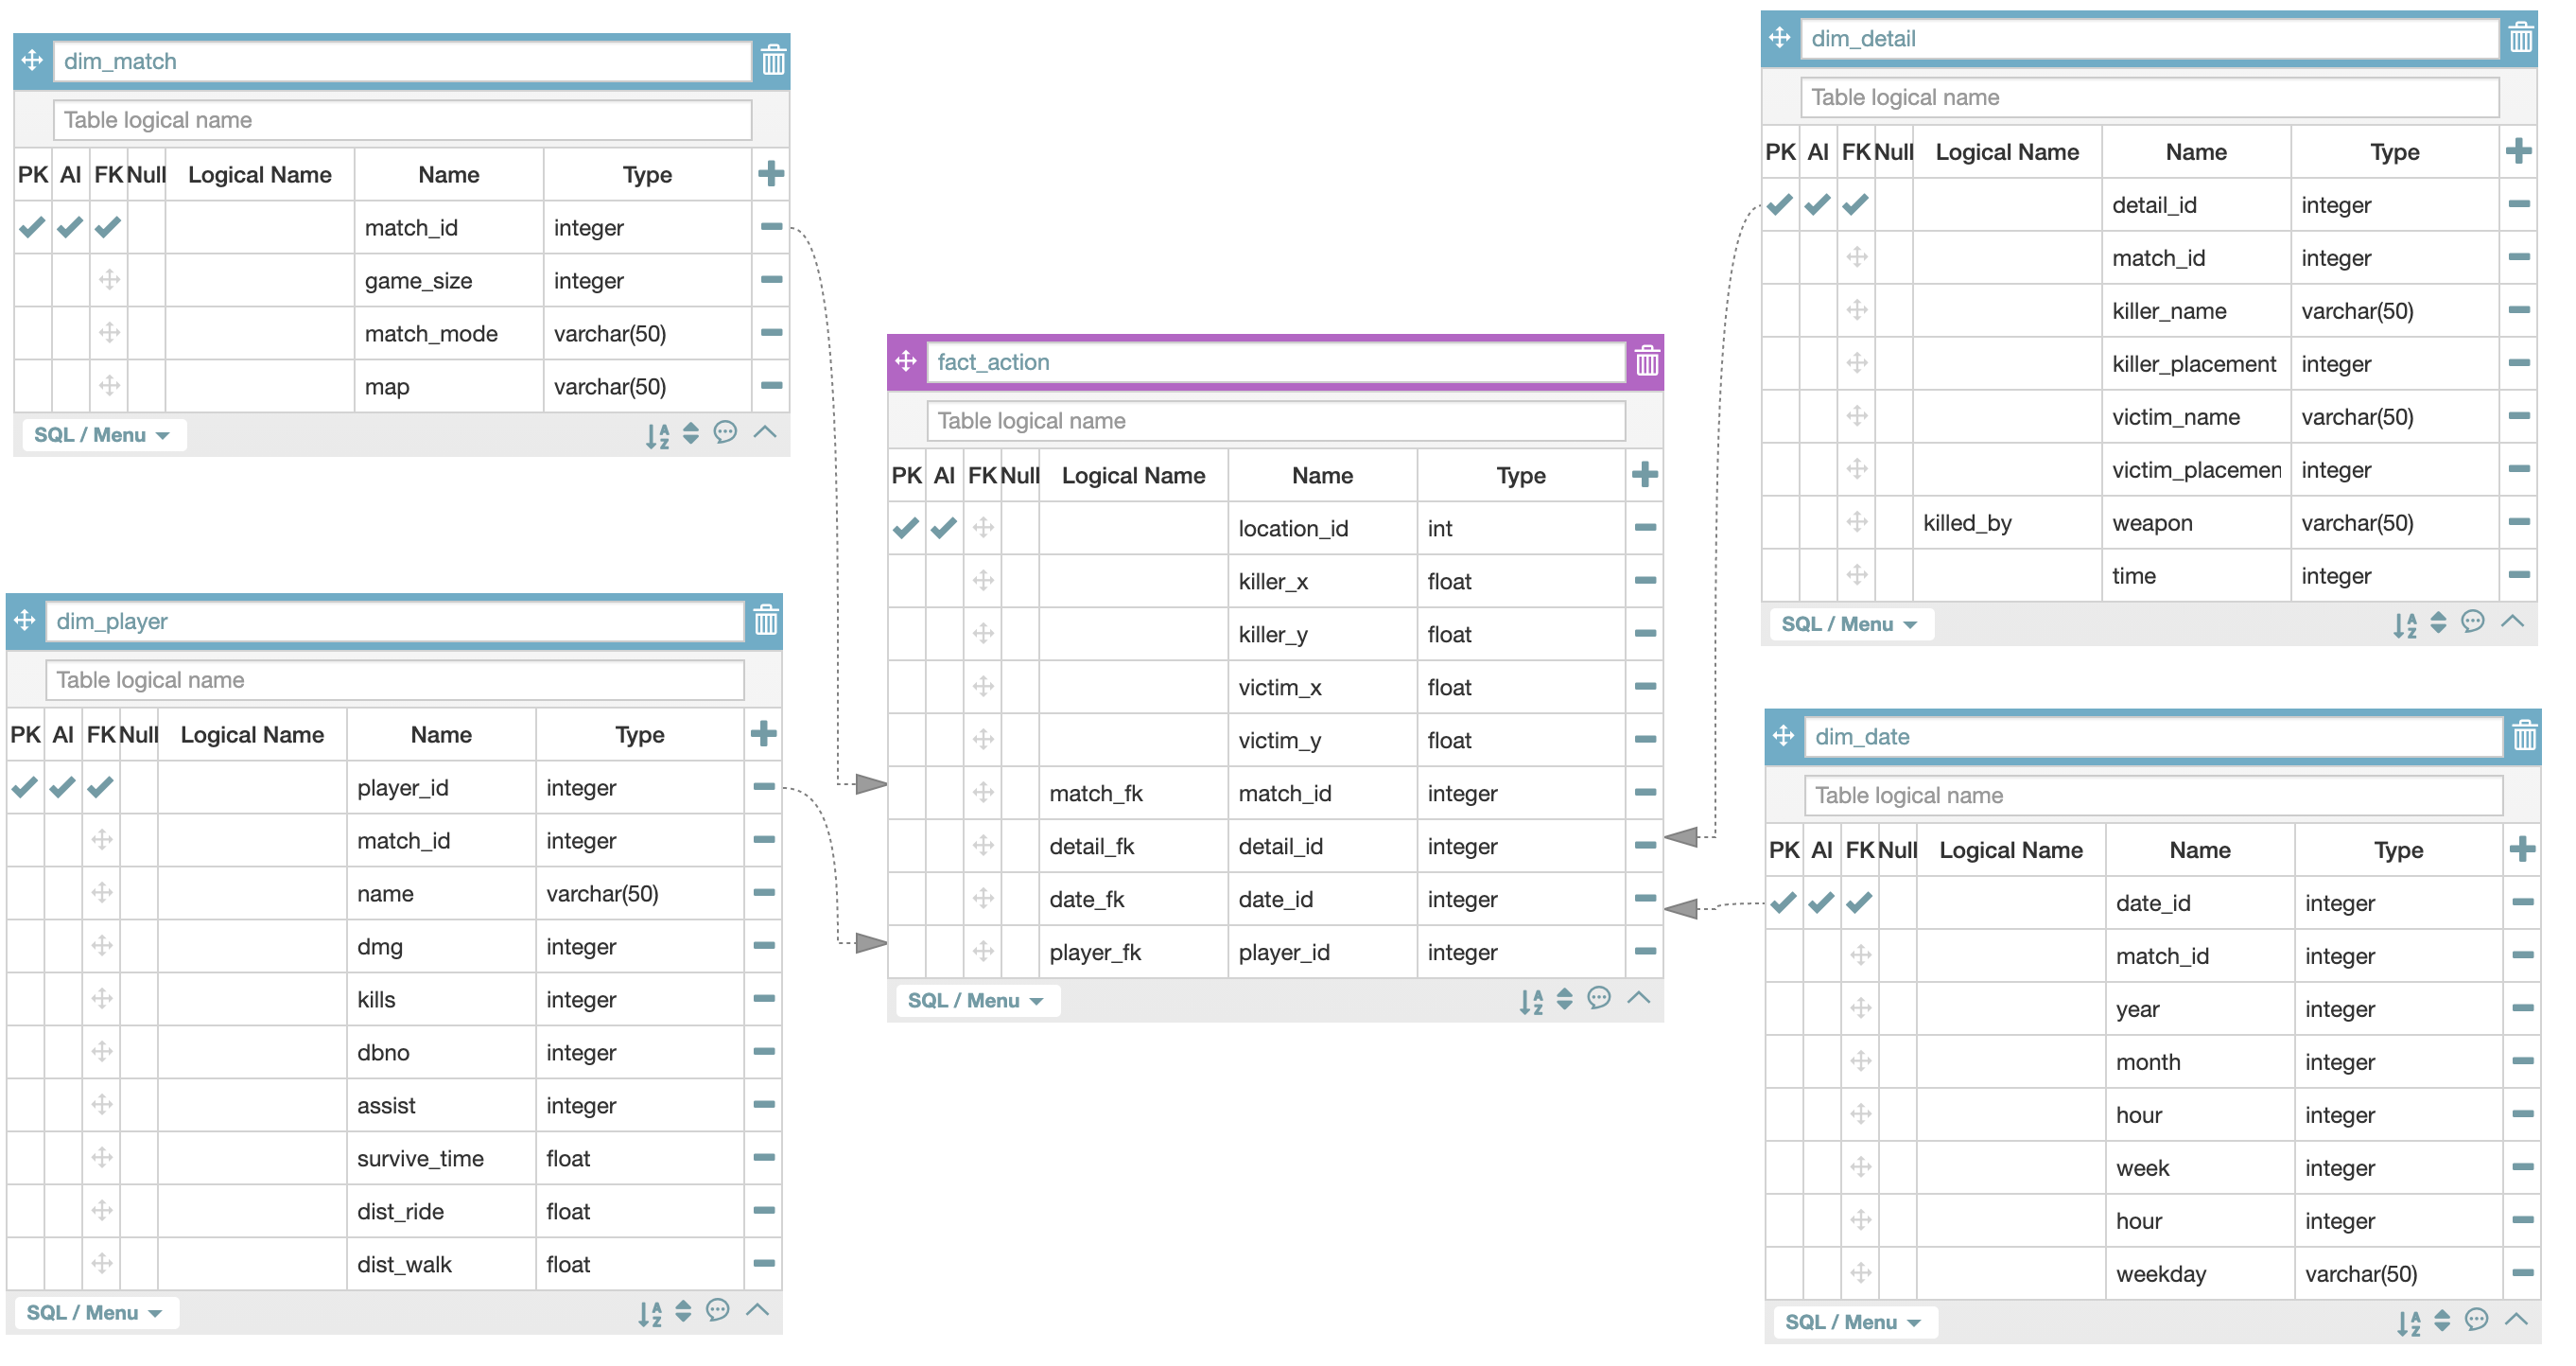 dim_match
Table logical name
PK AI FK Null Logical Name Name Type
match_id integer
game_size integer
match_mode varchar(50)
map varchar(50)
SQL / Menu
dim_player
Table logical name
PK AI FK Null Logical Name Name Type
player_id integer
match_id integer
name varchar(50)
dmg integer
kills integer
dbno integer
assist integer
survive_time float
dist_ride float
dist_walk float
SQL / Menu
fact_action
Table logical name
PK AI FK Null Logical Name Name Type
location_id int
killer_x float
killer_y float
victim_x float
victim_y float
match_fk match_id integer
detail_fk detail_id integer
date_fk date_id integer
player_fk player_id integer
SQL / Menu
dim_detail
Table logical name
PK AI FK Null Logical Name Name Type
detail_id integer
match_id integer
killer_name varchar(50)
killer_placement integer
victim_name varchar(50)
victim_placemen integer
killed_by weapon varchar(50)
time integer
SQL / Menu
dim_date
Table logical name
PK AI FK Null Logical Name Name Type
date_id integer
match_id integer
year integer
month integer
hour integer
week integer
hour integer
weekday varchar(50)
SQL / Menu